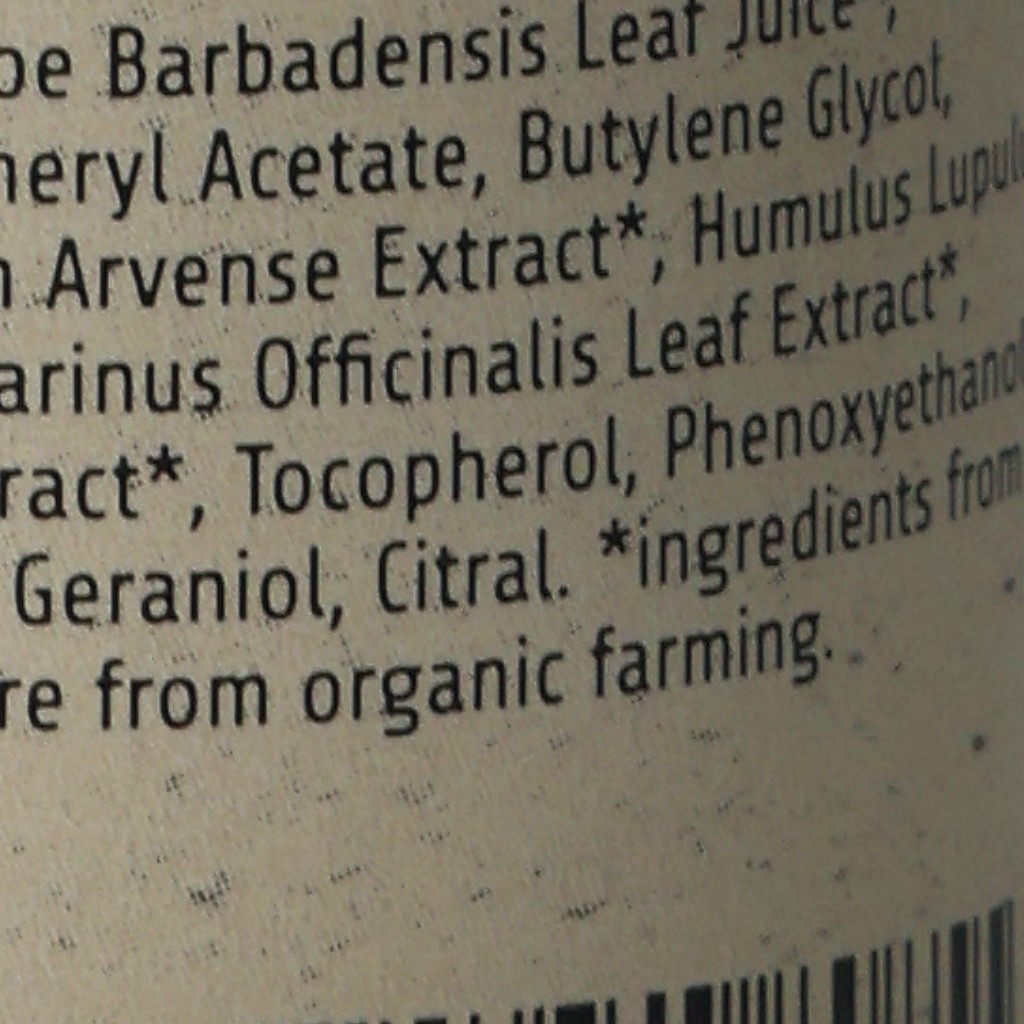 oe Barbadensis Leaf Juice*,
heryl Acetate, Butylene Glycol,
n Arvense Extract*, Humulus Lupul
arinus Officinalis Leaf Extract*,
ract*, Tocopherol, Phenoxyethanol
Geraniol, Citral. *ingredients from
re from organic farming.